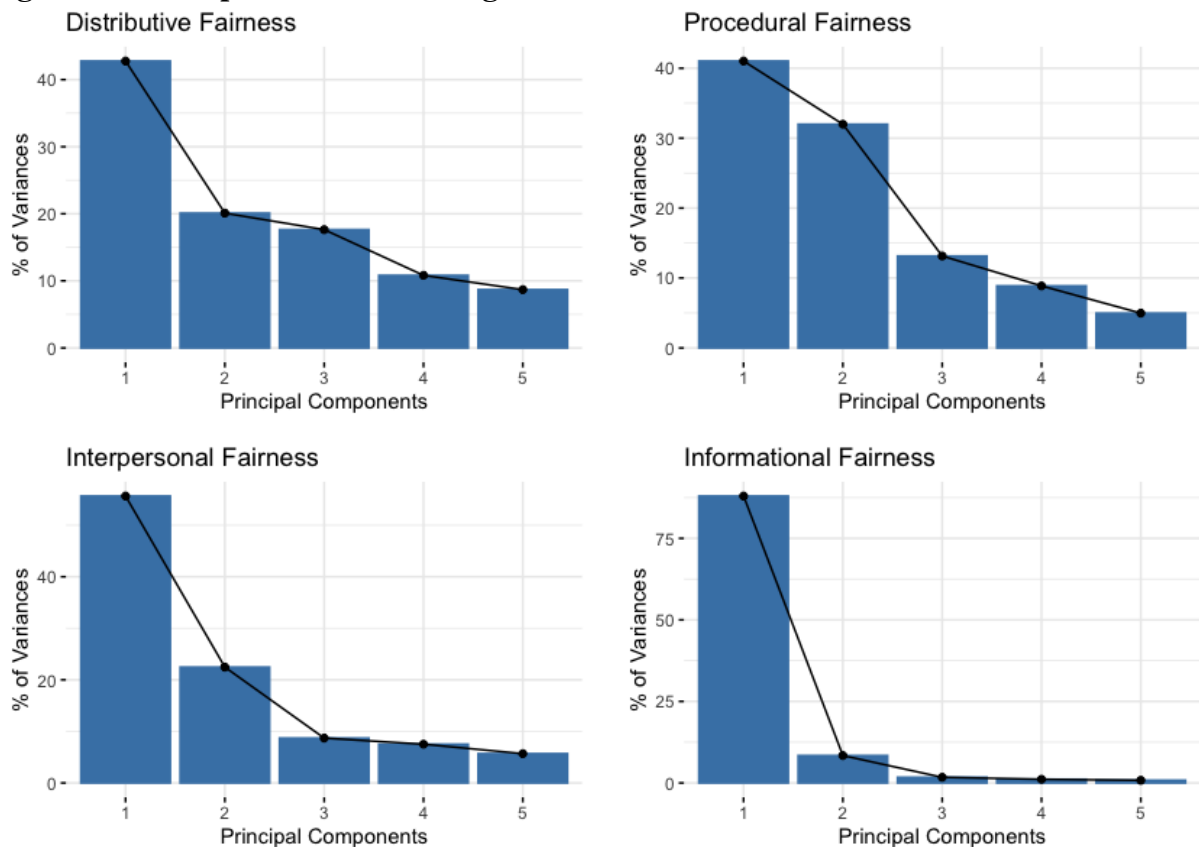 Distributive Fairness
% of Variances
40
30
20
10
0
1 2 3 4 5
Principal Components
Procedural Fairness
% of Variances
40
30
20
10
0
1 2 3 4 5
Principal Components
Interpersonal Fairness
% of Variances
40
20
0
1 2 3 4 5
Principal Components
Informational Fairness
% of Variances
75
50
25
0
1 2 3 4 5
Principal Components